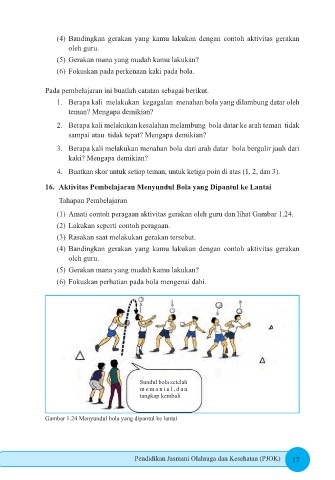 (4) Bandingkan gerakan yang kamu lakukan dengan contoh aktivitas gerakan
oleh guru.
(5) Gerakan mana yang mudah kamu lakukan?
(6) Fokuskan pada perkenaan kaki pada bola.
Pada pembelajaran ini buatlah catatan sebagai berikut.
1. Berapa kali melakukan kegagalan menahan bola yang dilambung datar oleh
teman? Mengapa demikian?
2. Berapa kali melakukan kesalahan melambung bola datar ke arah teman tidak
sampai atau tidak tepat? Mengapa demikian?
3. Berapa kali melakukan menahan bola dari arah datar bola bergulir jauh dari
kaki? Mengapa demikian?
4. Buatkan skor untuk setiap teman, untuk ketiga poin di atas (1, 2, dan 3).
16. Aktivitas Pembelajaran Menyundul Bola yang Dipantul ke Lantai
Tahapan Pembelajaran
(1) Amati contoh peragaan aktivitas gerakan oleh guru dan lihat Gambar 1.24.
(2) Lakukan seperti contoh peragaan.
(3) Rasakan saat melakukan gerakan tersebut.
(4) Bandingkan gerakan yang kamu lakukan dengan contoh aktivitas gerakan
oleh guru.
(5) Gerakan mana yang mudah kamu lakukan?
(6) Fokuskan perhatian pada bola mengenai dahi.
Sundul bola setelah
memantul, dan
tangkap kembali
Gambar 1.24 Menyundul bola yang dipantul ke lantai
Pendidikan Jasmani Olahraga dan Kesehatan (PJOK) 17